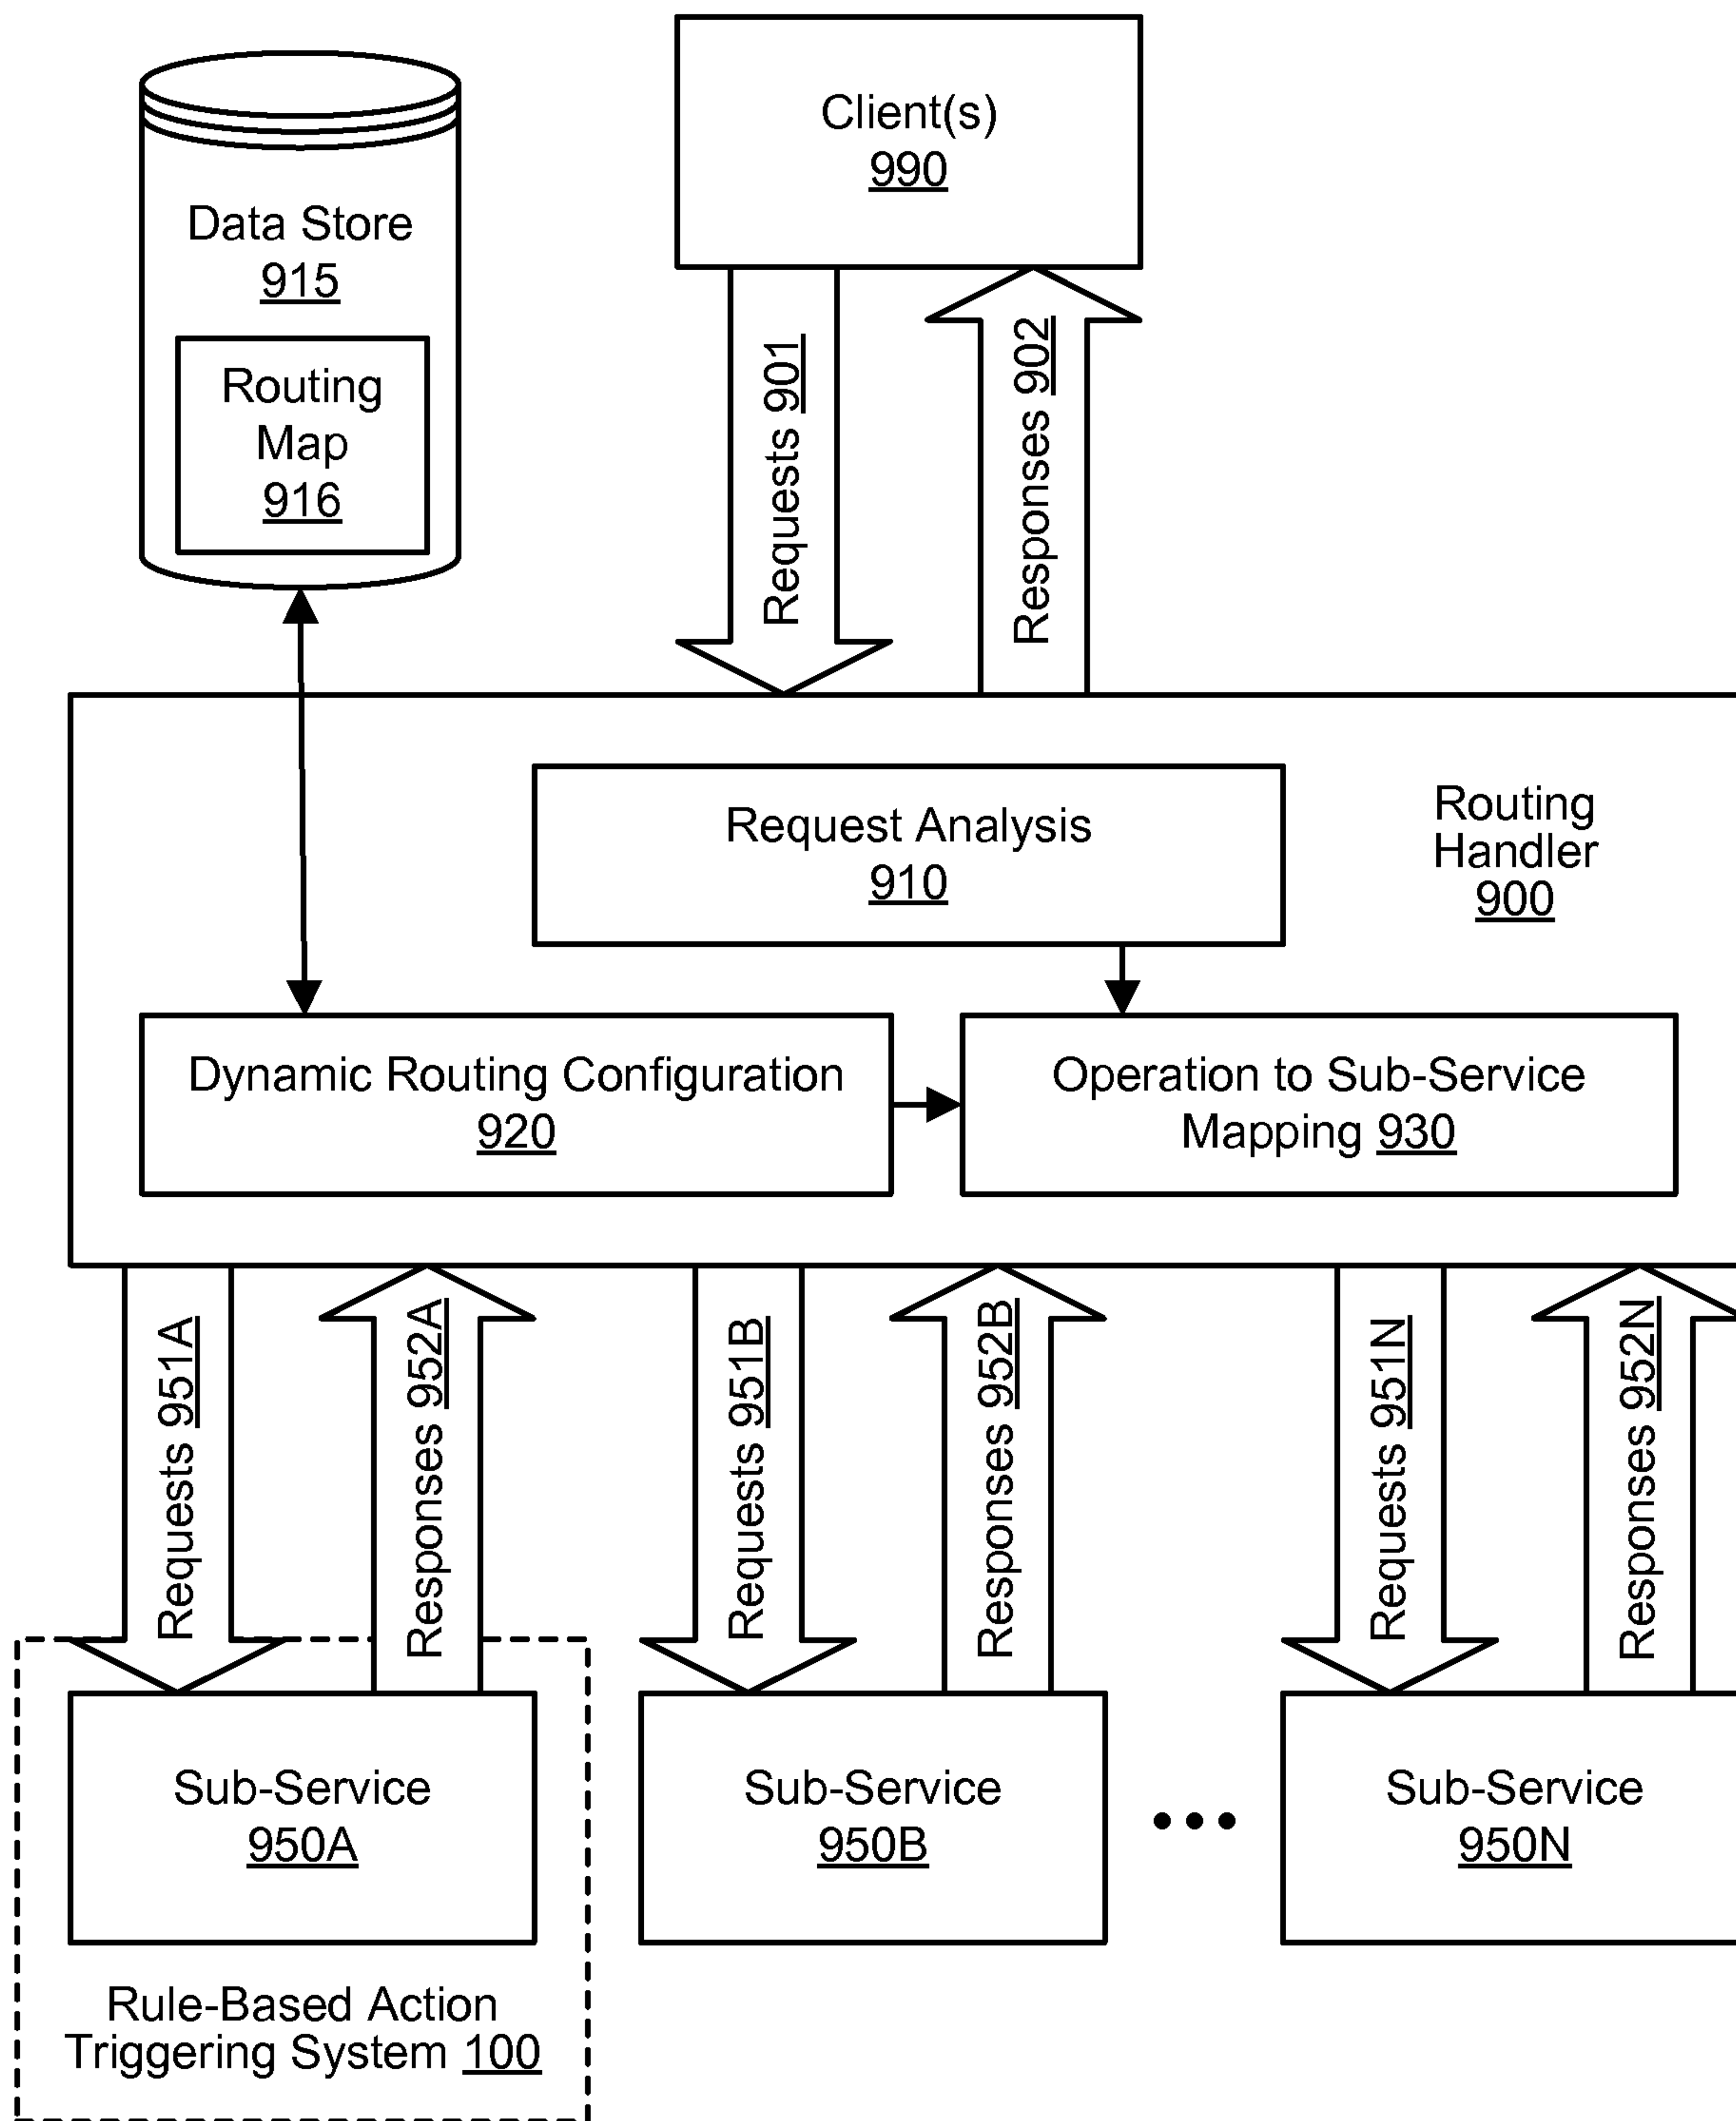 Client(s)
990
Data Store
915
Routing
Map
916
Requests 901
Responses 902
Request Analysis
910
Routing
Handler
900
Dynamic Routing Configuration
920
Operation to Sub-Service
Mapping 930
Requests 951A
Responses 952A
Requests 951B
Responses 952B
Requests 951N
Responses 952N
Sub-Service
950A
Sub-Service
950B
Sub-Service
950N
Rule-Based Action
Triggering System 100